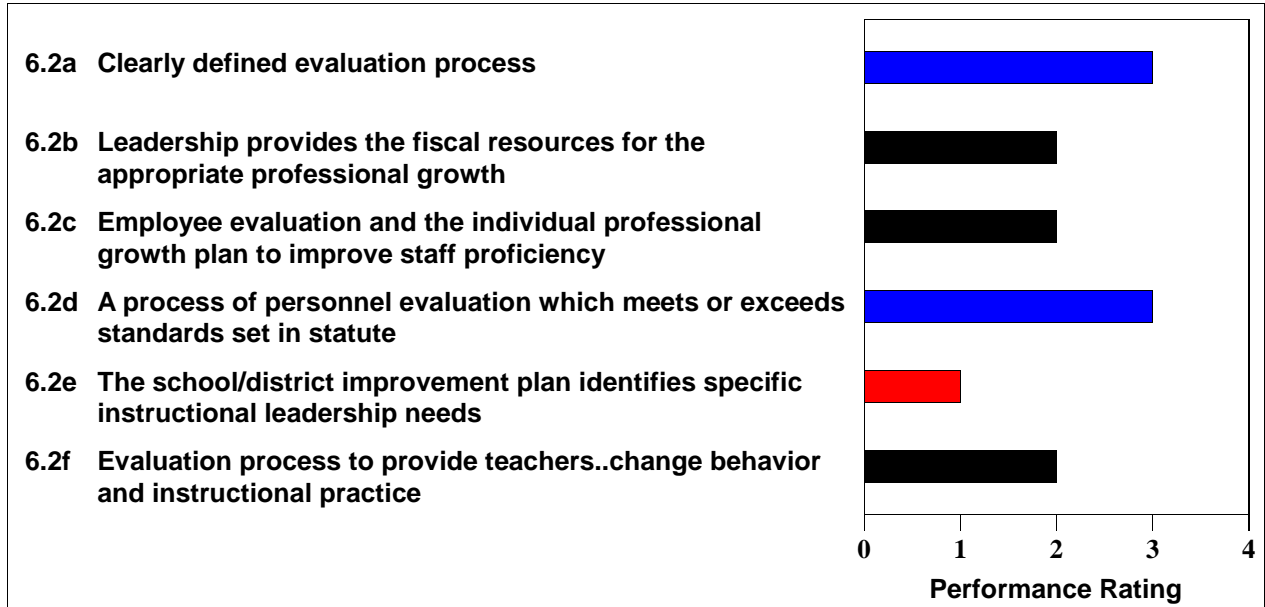 6.2a Clearly defined evaluation process
6.2b Leadership provides the fiscal resources for the
appropriate professional growth
6.2c Employee evaluation and the individual professional
growth plan to improve staff proficiency
6.2d A process of personnel evaluation which meets or exceeds
standards set in statute
6.2e The school/district improvement plan identifies specific
instructional leadership needs
6.2f Evaluation process to provide teachers..change behavior
and instructional practice
0 1 2 3 4
Performance Rating